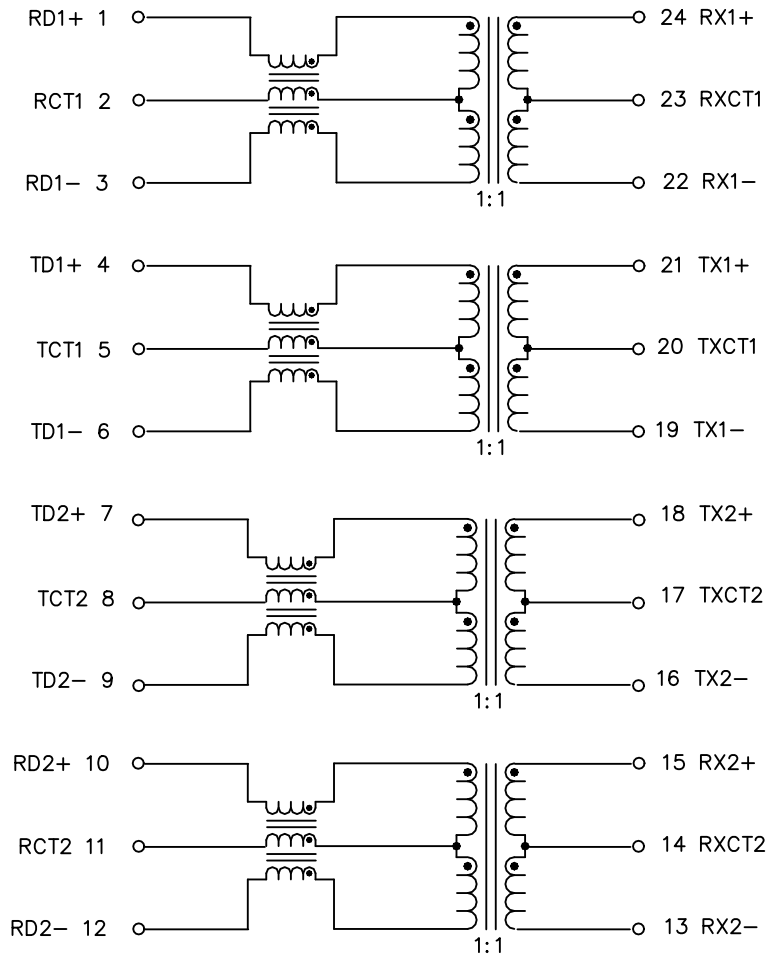 RD1+ 1 24 RX1+
RCT1 2 23 RXCT1
RD1− 3 22 RX1−
1:1
TD1+ 4 21 TX1+
TCT1 5 20 TXCT1
TD1− 6 19 TX1−
1:1
TD2+ 7 18 TX2+
TCT2 8 17 TXCT2
TD2− 9 16 TX2−
1:1
RD2+ 10 15 RX2+
RCT2 11 14 RXCT2
RD2− 12 13 RX2−
1:1